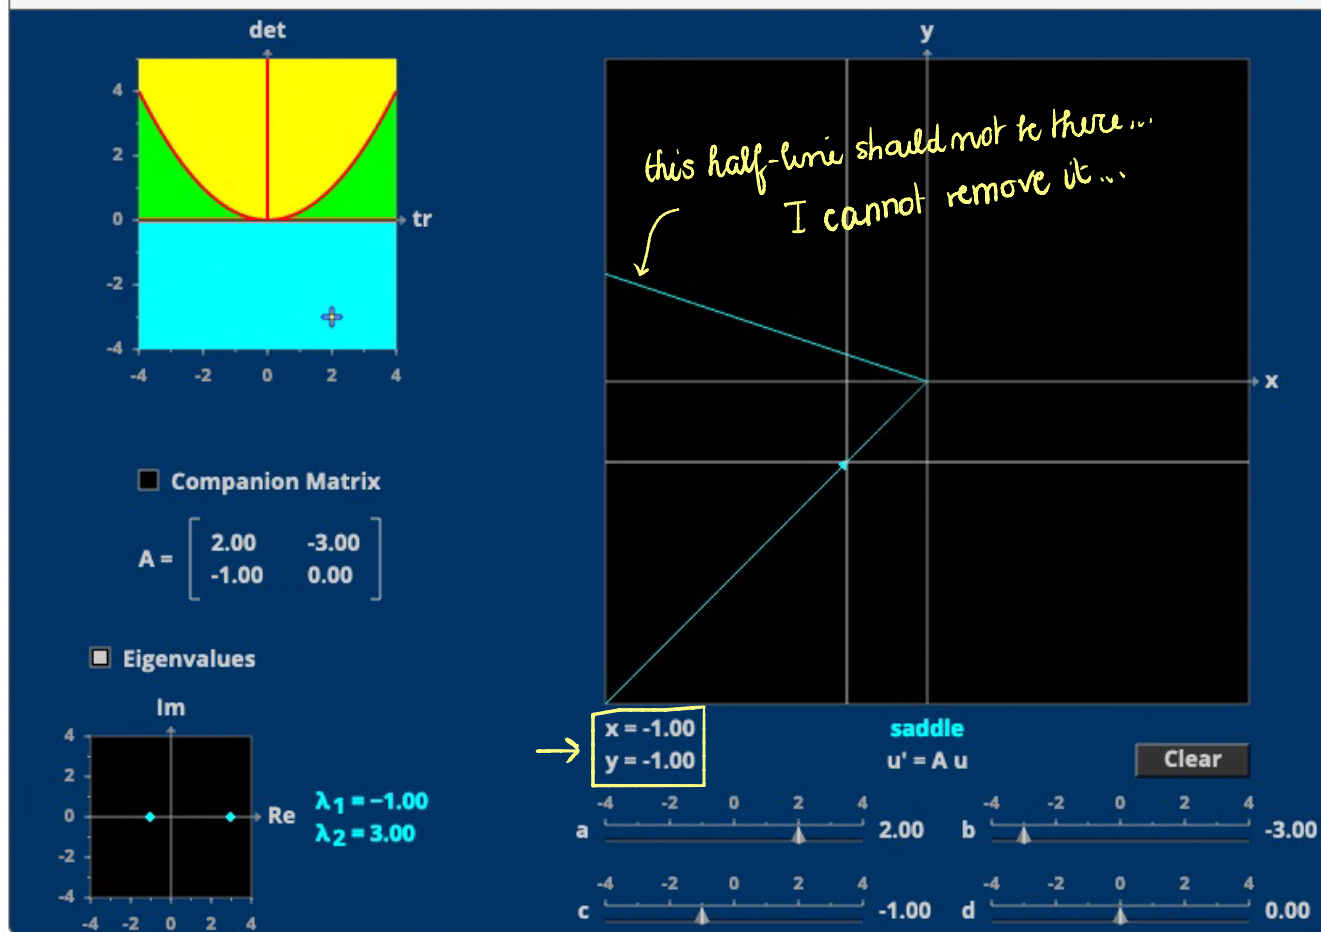 det
y
4
2
0
tr
-2
-4
-4 -2 0 2 4
this half-line should not be there...
I cannot remove it...
x
Companion Matrix
A =
2.00 -3.00
-1.00 0.00
Eigenvalues
Im
4
2
0
Re
-2
-4
-4 -2 0 2 4
λ1 = −1.00
λ2 = 3.00
x = -1.00
y = -1.00
saddle
u' = A u
Clear
-4 -2 0 2 4
a 2.00
-4 -2 0 2 4
b -3.00
-4 -2 0 2 4
c -1.00
-4 -2 0 2 4
d 0.00